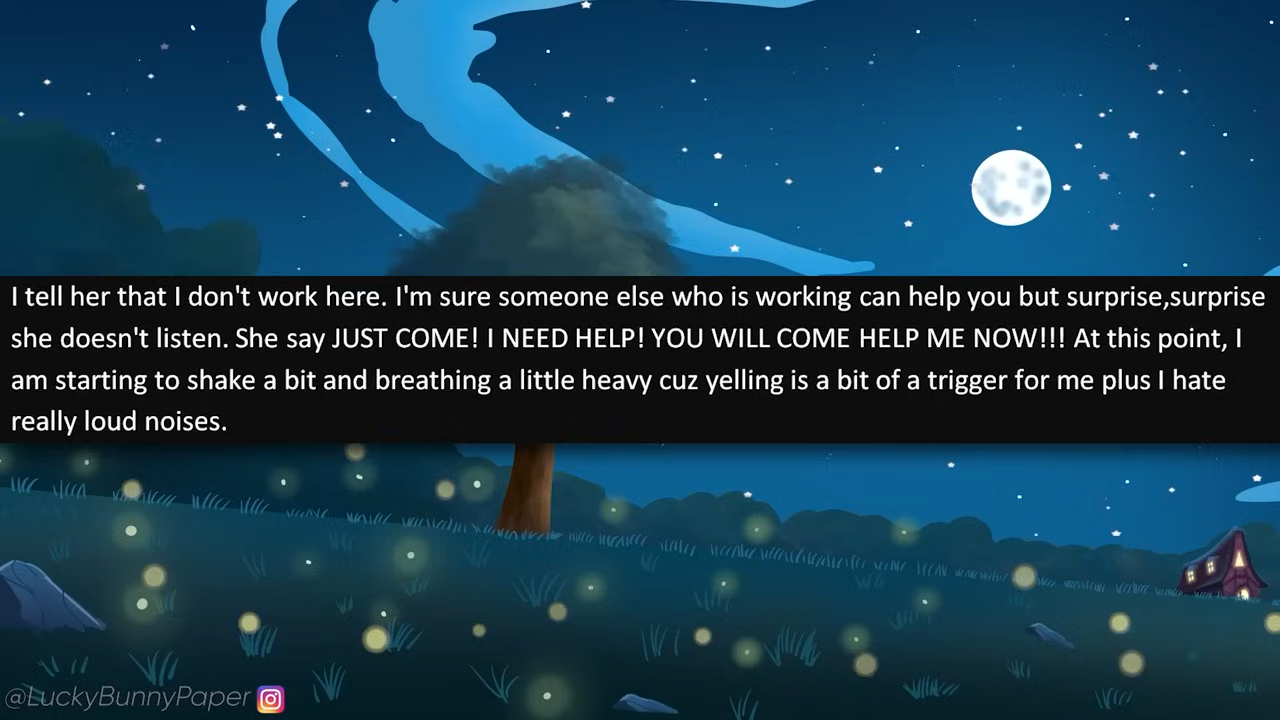 I tell her that I don't work here. I'm sure someone else who is working can help you but surprise,surprise
she doesn't listen. She say JUST COME! I NEED HELP! YOU WILL COME HELP ME NOW!!! At this point, I
am starting to shake a bit and breathing a little heavy cuz yelling is a bit of a trigger for me plus I hate
really loud noises.
@LuckyBunnyPaper